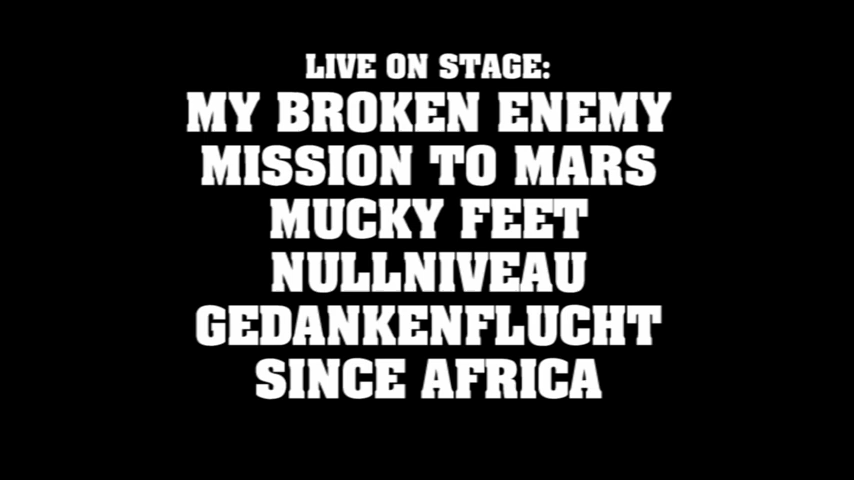 LIVE ON STAGE:
MY BROKEN ENEMY
MISSION TO MARS
MUCKY FEET
NULLNIVEAU
GEDANKENFLUCHT
SINCE AFRICA